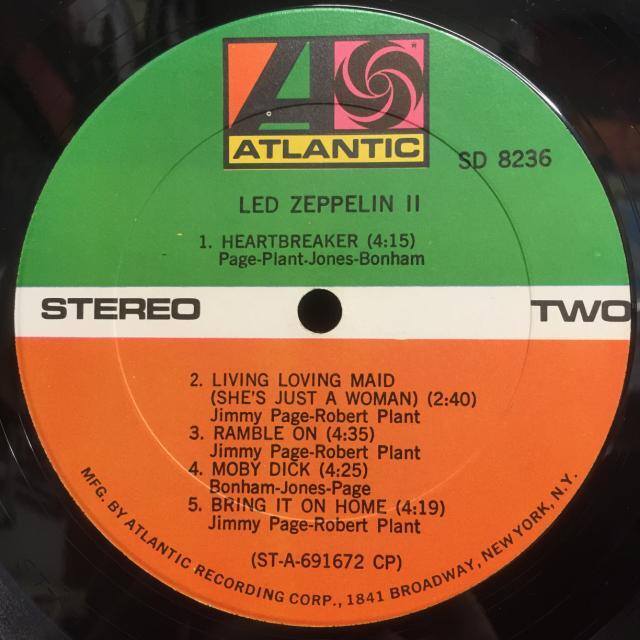 ATLANTIC
SD 8236
LED ZEPPELIN II
1. HEARTBREAKER (4:15)
Page-Plant-Jones-Bonham
STEREO
TWO
2. LIVING LOVING MAID
(SHE'S JUST A WOMAN) (2:40)
Jimmy Page-Robert Plant
3. RAMBLE ON (4:35)
Jimmy Page-Robert Plant
4. MOBY DICK (4:25)
Bonham-Jones-Page
5. BRING IT ON HOME (4:19)
Jimmy Page-Robert Plant
(ST-A-691672 CP)
MFG. BY ATLANTIC RECORDING CORP., 1841 BROADWAY, NEW YORK, N.Y.